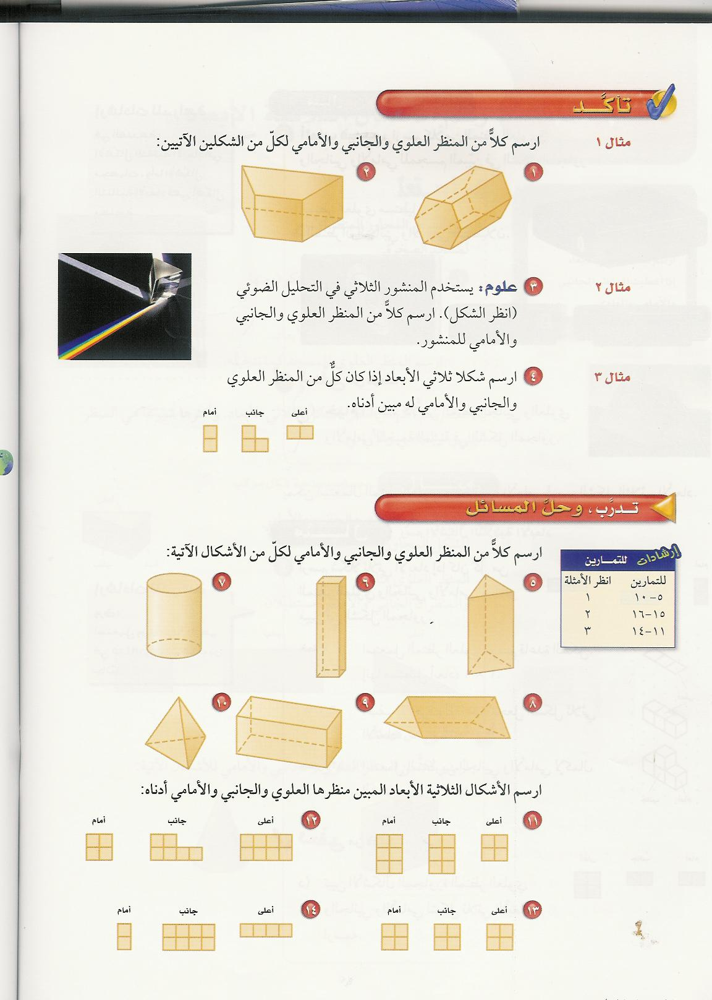 تأكَّد
مثال ١
ارسم كلاًّ من المنظر العلوي والجانبي والأمامي لكلّ من الشكلين الآتيين:
١
٢
مثال ٢
٣ علوم: يستخدم المنشور الثلاثي في التحليل الضوئي
(انظر الشكل). ارسم كلاًّ من المنظر العلوي والجانبي
والأمامي للمنشور.
مثال ٣
٤ ارسم شكلا ثلاثي الأبعاد إذا كان كلٌّ من المنظر العلوي
والجانبي والأمامي له مبين أدناه.
أعلى جانب أمام
تـدرَّب، وحلَّ المسائل
إرشادات للتمـارين
للتمارين انظر الأمثلة
٥-١٠ ١
١٥-١٦ ٢
١١-١٤ ٣
ارسم كلاًّ من المنظر العلوي والجانبي والأمامي لكلّ من الأشكال الآتية:
٥
٦
٧
٨
٩
١٠
ارسم الأشكال الثلاثية الأبعاد المبين منظرها العلوي والجانبي والأمامي أدناه:
١١ أعلى جانب أمام
١٢ أعلى جانب أمام
١٣ أعلى جانب أمام
١٤ أعلى جانب أمام